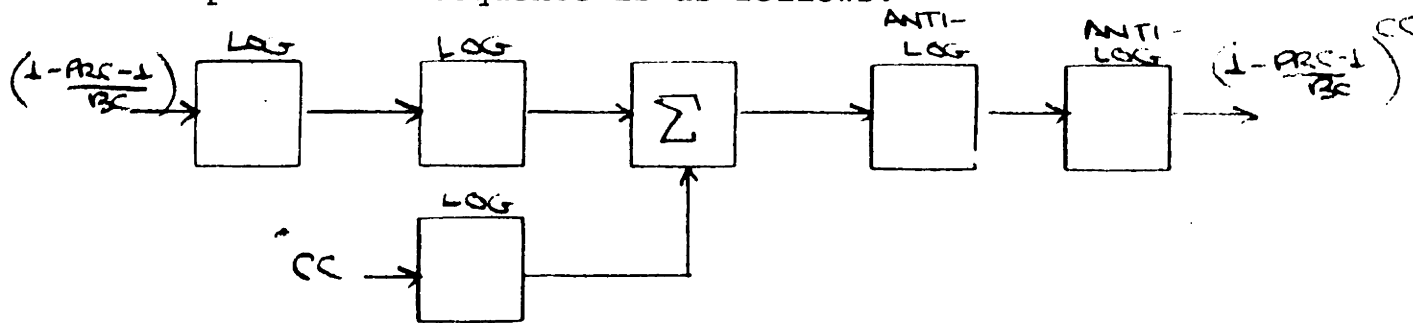 LOG
LOG
ANTI-
LOG
ANTI-
LOG
(1-PRC-1
BC)
Σ
(1-PRC-1
BC)CC
LOG
CC